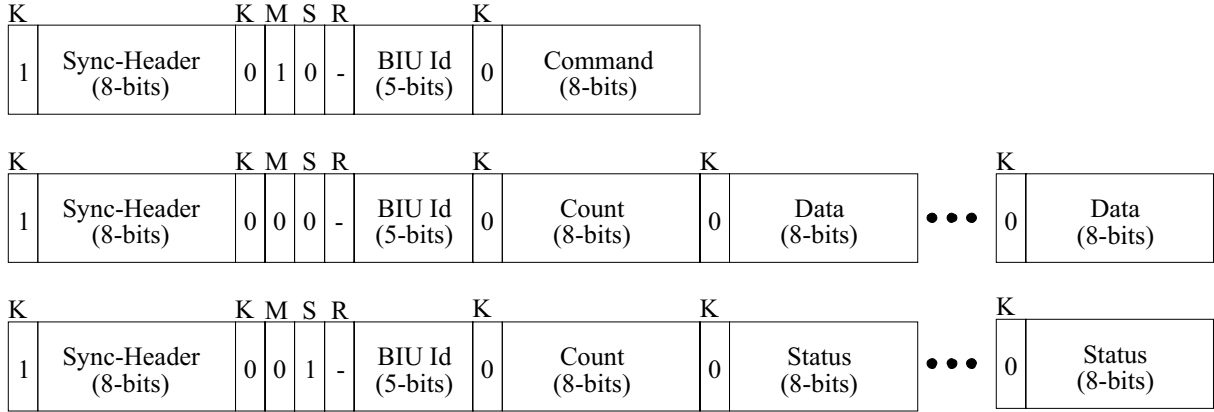 K K M S R K
1 Sync-Header (8-bits) 0 1 0 - BIU Id (5-bits) 0 Command (8-bits)
K K M S R K K K
1 Sync-Header (8-bits) 0 0 0 - BIU Id (5-bits) 0 Count (8-bits) 0 Data (8-bits) ••• 0 Data (8-bits)
K K M S R K K K
1 Sync-Header (8-bits) 0 0 1 - BIU Id (5-bits) 0 Count (8-bits) 0 Status (8-bits) ••• 0 Status (8-bits)